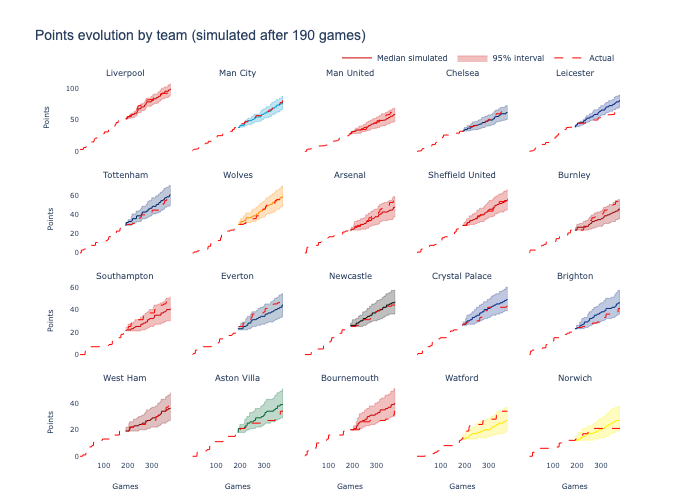 Points evolution by team (simulated after 190 games)
Median simulated 95% interval Actual
Liverpool Man City Man United Chelsea Leicester
100
50
0
Points
Tottenham Wolves Arsenal Sheffield United Burnley
60
40
20
0
Points
Southampton Everton Newcastle Crystal Palace Brighton
60
40
20
0
Points
West Ham Aston Villa Bournemouth Watford Norwich
40
20
0
Points
100 200 300 100 200 300 100 200 300 100 200 300 100 200 300
Games Games Games Games Games